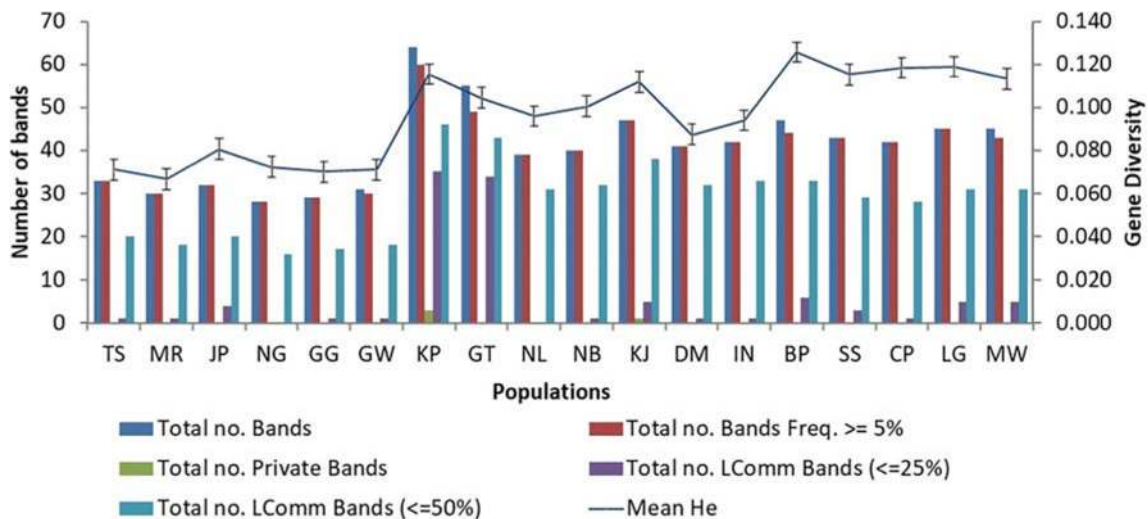 70
60
50
40
30
20
10
0
Number of bands
0.140
0.120
0.100
0.080
0.060
0.040
0.020
0.000
Gene Diversity
TS MR JP NG GG GW KP GT NL NB KJ DM IN BP SS CP LG MW
Populations
Total no. Bands Total no. Bands Freq. >= 5%
Total no. Private Bands Total no. LComm Bands (<=25%)
Total no. LComm Bands (<=50%) Mean He